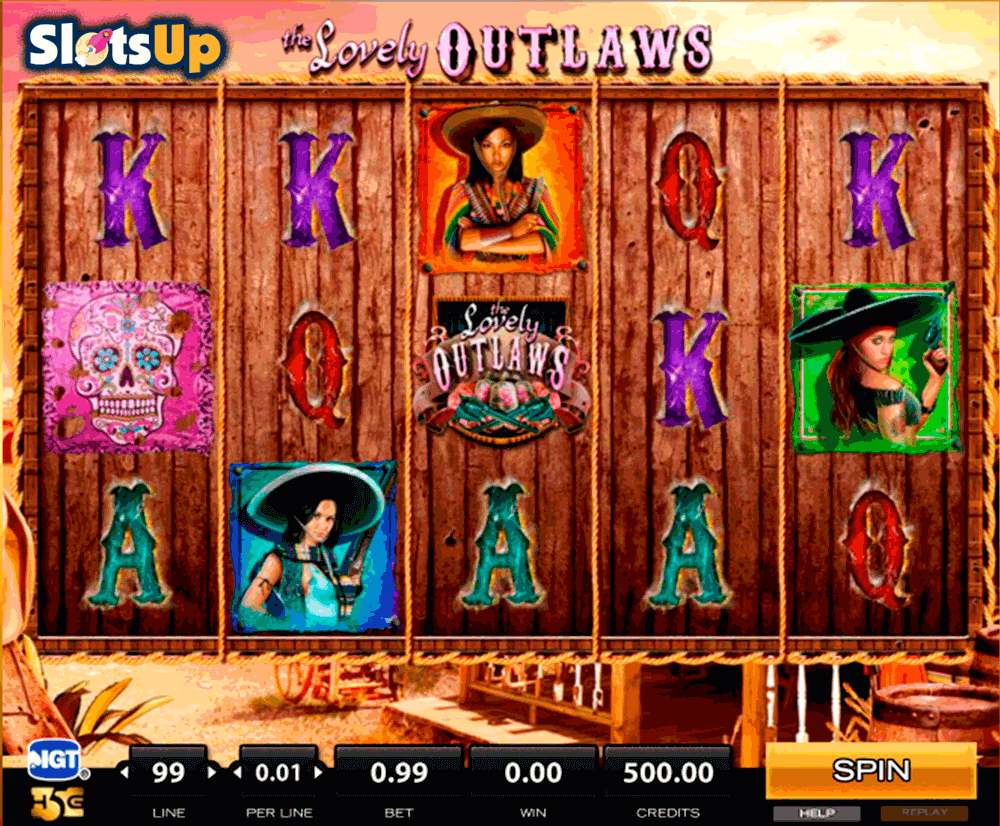 SlotsUp
the Lovely OUTLAWS
K K Q K
the
Lovely
OUTLAWS
Q K
A A A Q
IGT®
99 0.01 0.99 0.00 500.00 SPIN
LINE PER LINE BET WIN CREDITS HELP REPLAY
H5G